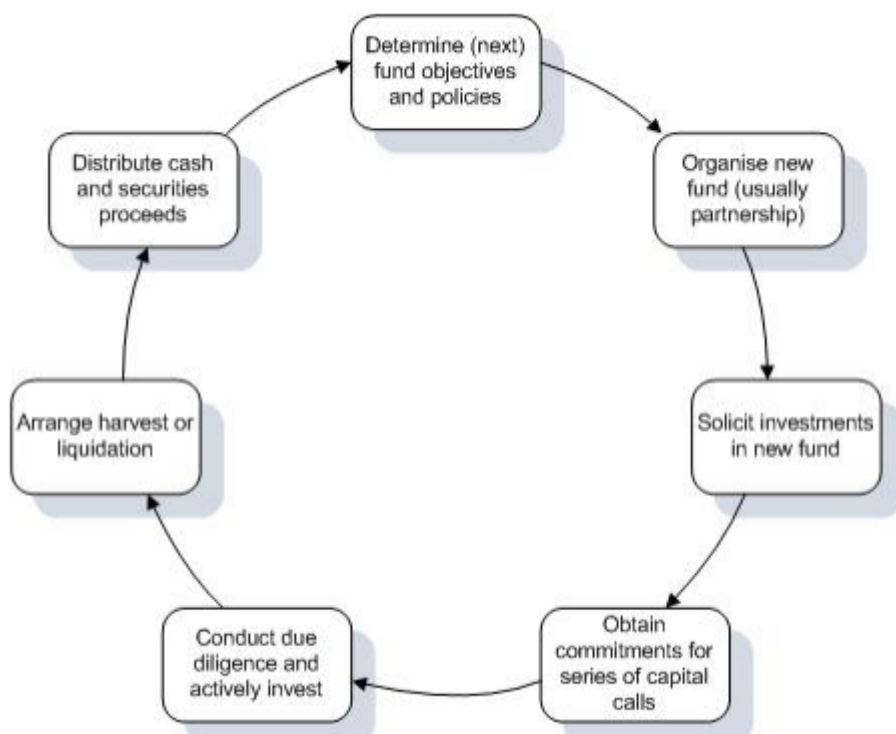 Determine (next)
fund objectives
and policies
Organise new
fund (usually
partnership)
Solicit investments
in new fund
Obtain
commitments for
series of capital
calls
Conduct due
diligence and
actively invest
Arrange harvest or
liquidation
Distribute cash
and securities
proceeds